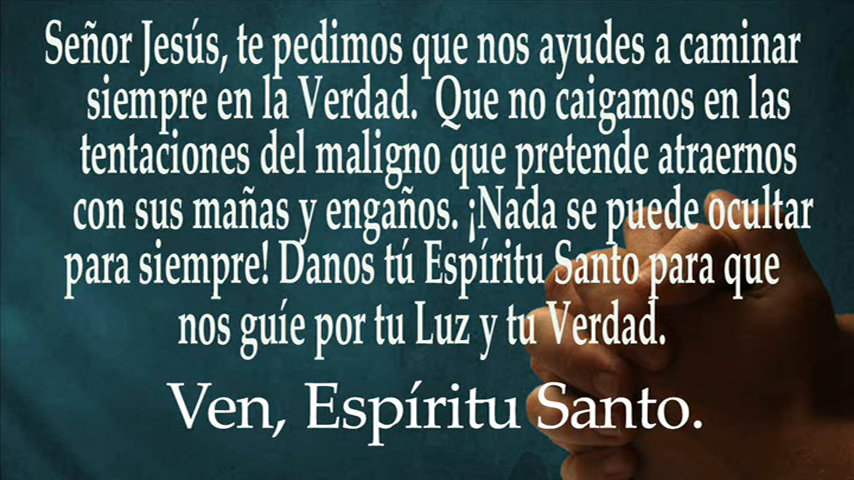 Señor Jesús, te pedimos que nos ayudes a caminar
siempre en la Verdad. Que no caigamos en las
tentaciones del maligno que pretende atraernos
con sus mañas y engaños. ¡Nada se puede ocultar
para siempre! Danos tú Espíritu Santo para que
nos guíe por tu Luz y tu Verdad.
Ven, Espíritu Santo.